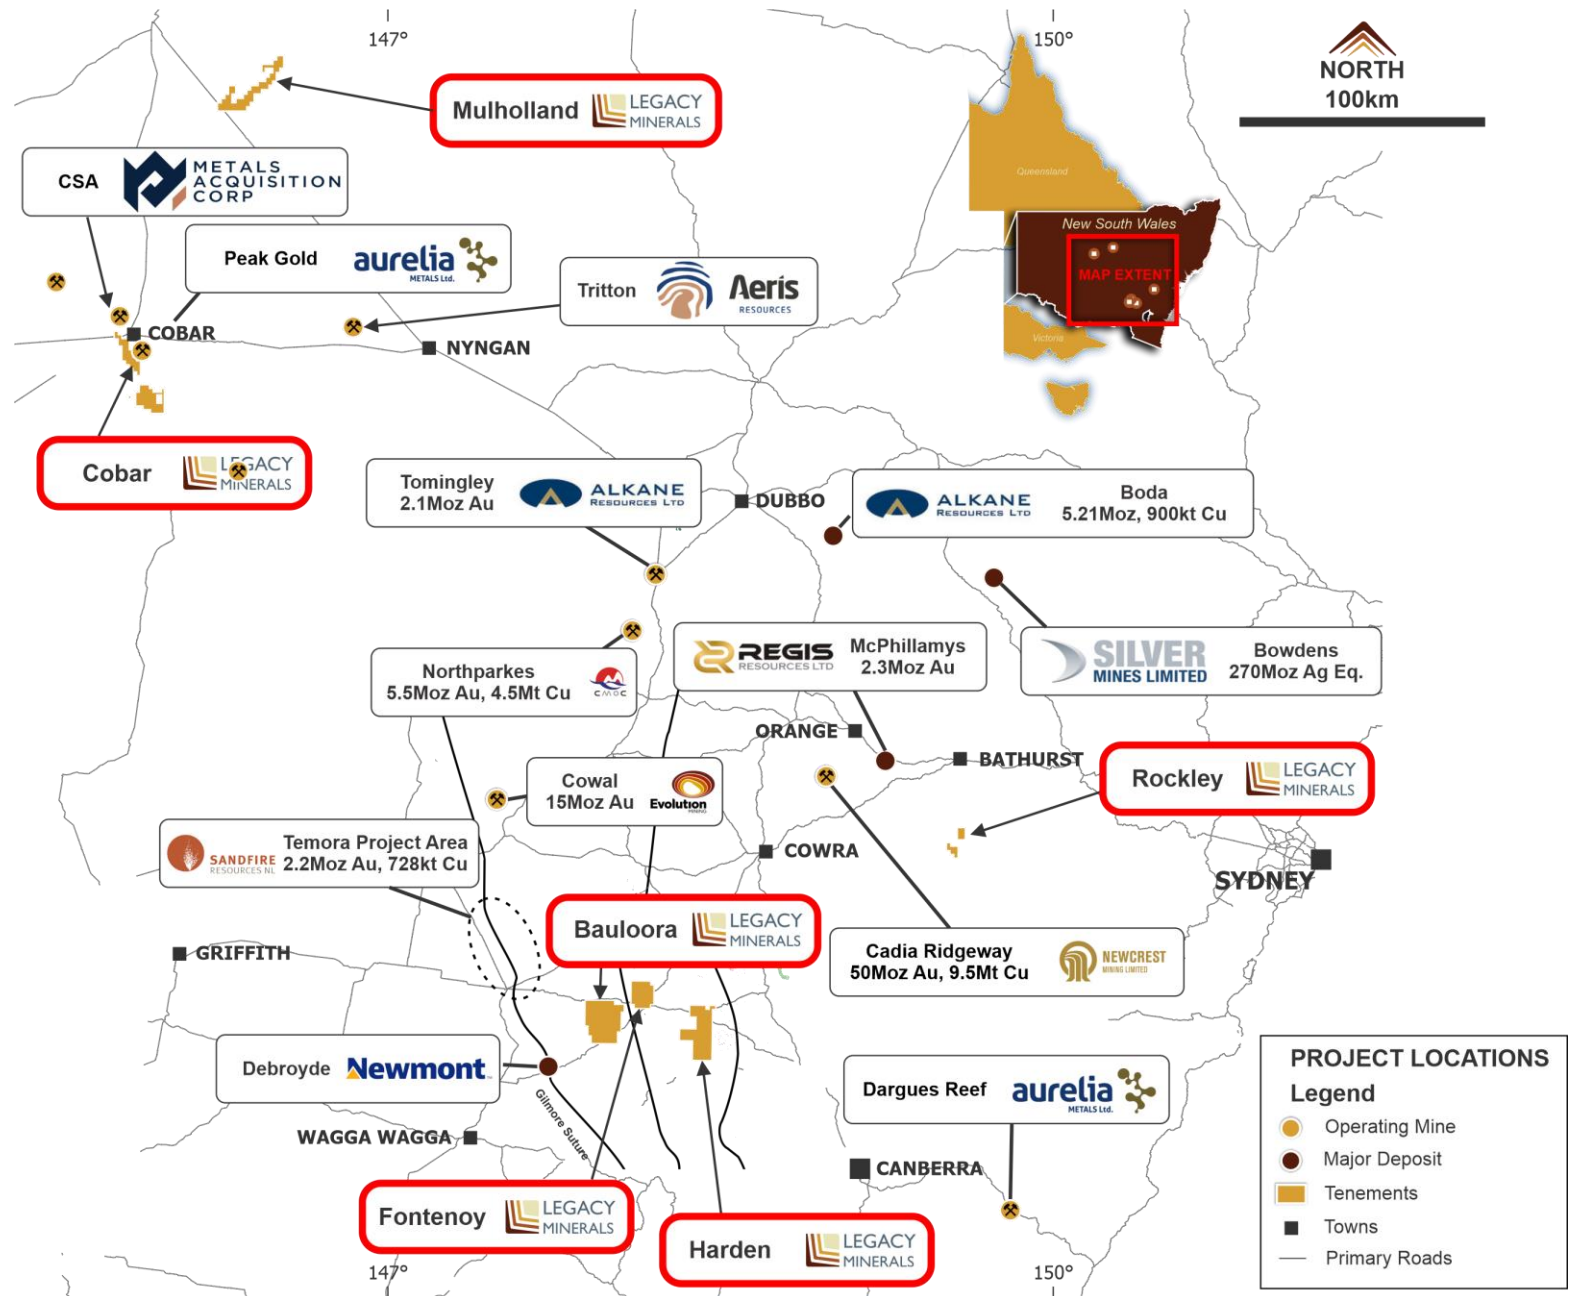 147°
150°
NORTH
100km
Mulholland
LEGACY
MINERALS
CSA
METALS
ACQUISITION
CORP
Queensland
New South Wales
MAP EXTENT
Victoria
Peak Gold
aurelia
METALS Ltd.
Tritton
Aeris
RESOURCES
COBAR
NYNGAN
Cobar
LEGACY
MINERALS
Tomingley
2.1Moz Au
ALKANE
RESOURCES LTD
DUBBO
ALKANE
RESOURCES LTD
Boda
5.21Moz, 900kt Cu
Northparkes
5.5Moz Au, 4.5Mt Cu
CMOC
REGIS
RESOURCES LTD
McPhillamys
2.3Moz Au
SILVER
MINES LIMITED
Bowdens
270Moz Ag Eq.
ORANGE
BATHURST
Rockley
LEGACY
MINERALS
Cowal
15Moz Au
Evolution
MINING
SANDFIRE
RESOURCES NL
Temora Project Area
2.2Moz Au, 728kt Cu
COWRA
SYDNEY
Bauloora
LEGACY
MINERALS
GRIFFITH
Cadia Ridgeway
50Moz Au, 9.5Mt Cu
NEWCREST
MINING LIMITED
Debroyde
Newmont
Gilmore Suture
Dargues Reef
aurelia
METALS Ltd.
WAGGA WAGGA
CANBERRA
Fontenoy
LEGACY
MINERALS
Harden
LEGACY
MINERALS
147°
150°
PROJECT LOCATIONS
Legend
Operating Mine
Major Deposit
Tenements
Towns
Primary Roads